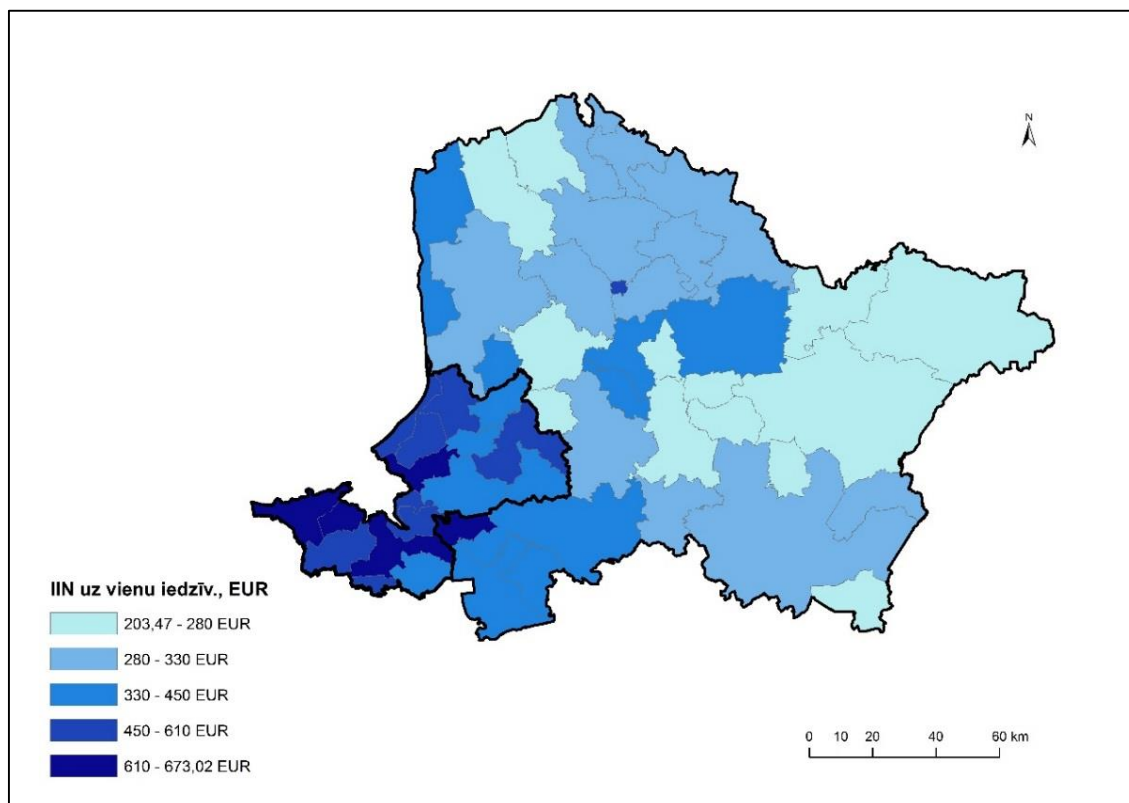 N
IIN uz vienu iedzīv., EUR
203,47 - 280 EUR
280 - 330 EUR
330 - 450 EUR
450 - 610 EUR
610 - 673,02 EUR
0 10 20 40 60 km